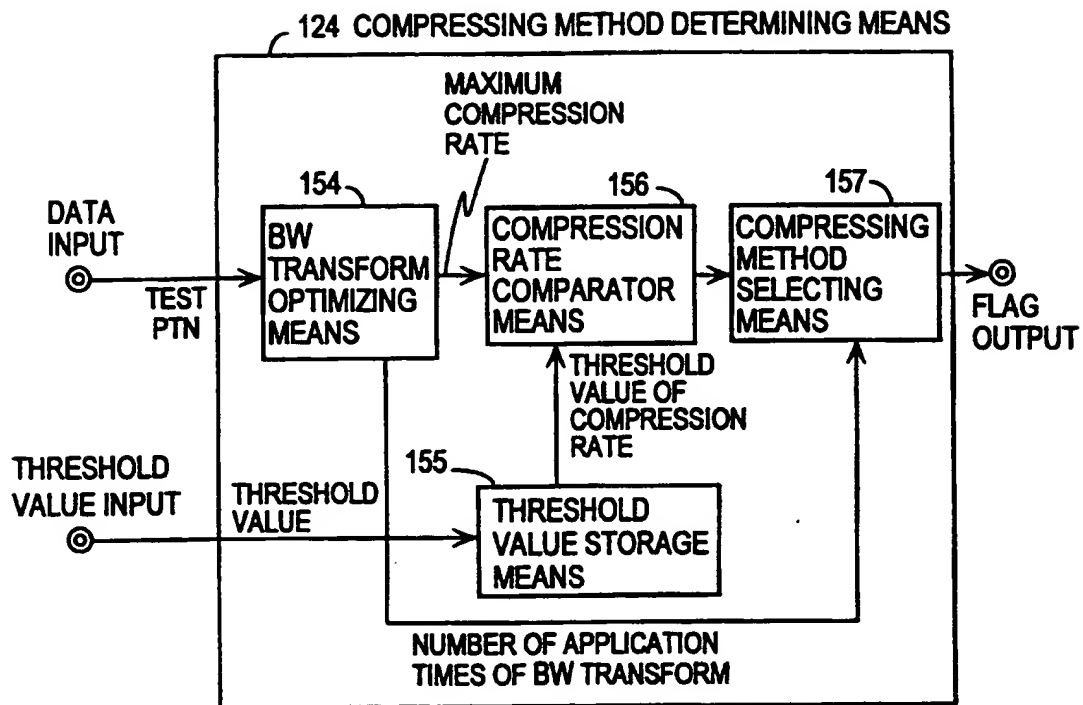 124 COMPRESSING METHOD DETERMINING MEANS
MAXIMUM
COMPRESSION
RATE
154
156
157
DATA
INPUT
TEST
PTN
BW
TRANSFORM
OPTIMIZING
MEANS
COMPRESSION
RATE
COMPARATOR
MEANS
COMPRESSING
METHOD
SELECTING
MEANS
FLAG
OUTPUT
THRESHOLD
VALUE OF
COMPRESSION
RATE
155
THRESHOLD
VALUE INPUT
THRESHOLD
VALUE
THRESHOLD
VALUE STORAGE
MEANS
NUMBER OF APPLICATION
TIMES OF BW TRANSFORM